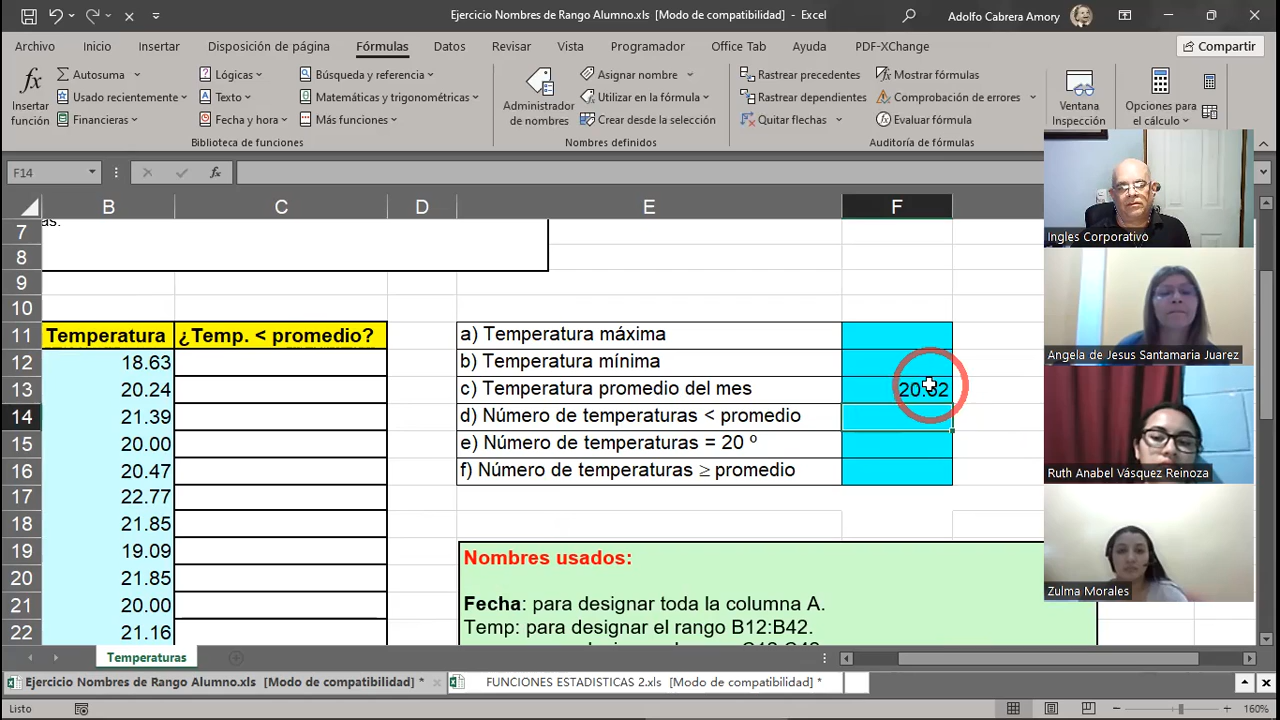 Ejercicio Nombres de Rango Alumno.xls [Modo de compatibilidad] - Excel
Adolfo Cabrera Amory
Archivo Inicio Insertar Disposición de página Fórmulas Datos Revisar Vista Programador Office Tab Ayuda PDF-XChange Compartir
Insertar función
Autosuma
Usado recientemente
Financieras
Lógicas
Texto
Fecha y hora
Búsqueda y referencia
Matemáticas y trigonométricas
Más funciones
Biblioteca de funciones
Administrador de nombres
Asignar nombre
Utilizar en la fórmula
Crear desde la selección
Nombres definidos
Rastrear precedentes
Rastrear dependientes
Quitar flechas
Mostrar fórmulas
Comprobación de errores
Evaluar fórmula
Auditoría de fórmulas
Ventana Inspección
Opciones para el cálculo
F14
fx
B C D E F
7 as.
8
9
10
11 Temperatura ¿Temp. < promedio? a) Temperatura máxima
12 18.63 b) Temperatura mínima
13 20.24 c) Temperatura promedio del mes
14 21.39 d) Número de temperaturas < promedio
15 20.00 e) Número de temperaturas = 20 º
16 20.47 f) Número de temperaturas ≥ promedio
17 22.77
18 21.85
19 19.09 Nombres usados:
20 21.85
21 20.00 Fecha: para designar toda la columna A.
22 21.16 Temp: para designar el rango B12:B42.
Ingles Corporativo
Angela de Jesus Santamaria Juarez
Ruth Anabel Vásquez Reinoza
Zulma Morales
Temperaturas
Ejercicio Nombres de Rango Alumno.xls [Modo de compatibilidad] *
FUNCIONES ESTADISTICAS 2.xls [Modo de compatibilidad] *
Listo
160%